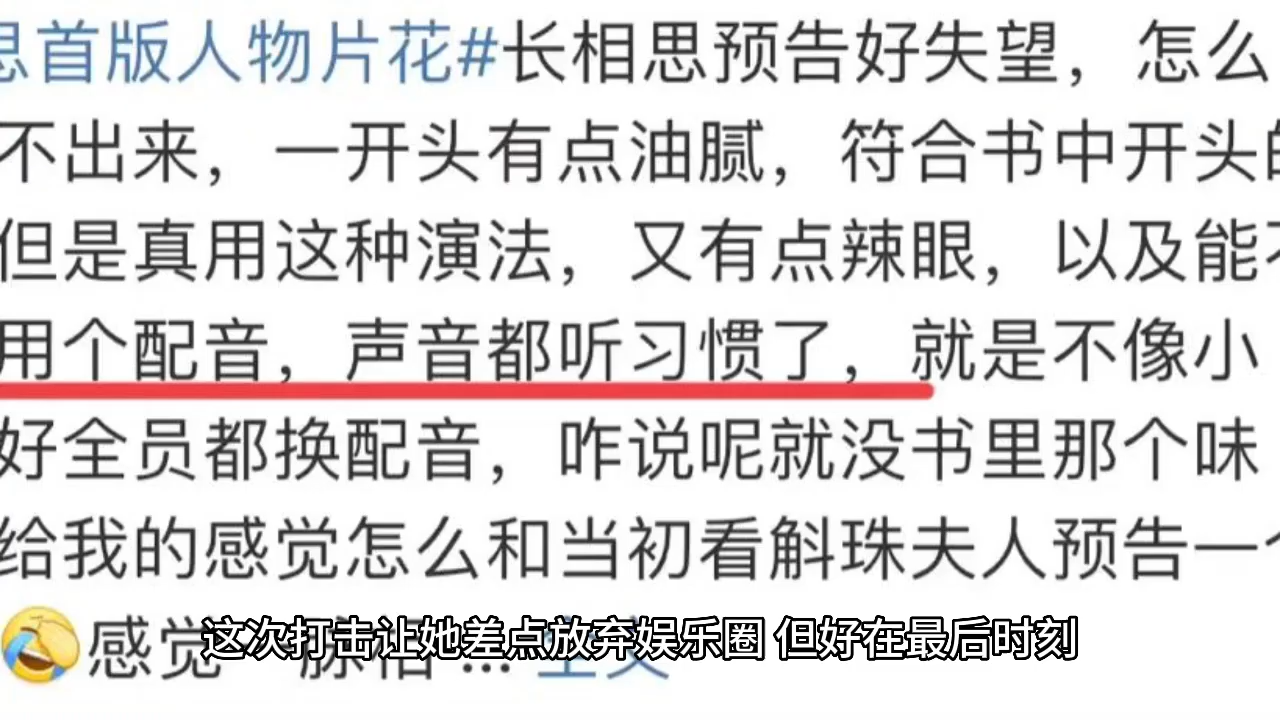 思首版人物片花#长相思预告好失望，怎么
不出来，一开头有点油腻，符合书中开头的
但是真用这种演法，又有点辣眼，以及能不
用个配音，声音都听习惯了，就是不像小
好全员都换配音，咋说呢就没书里那个味
给我的感觉怎么和当初看斛珠夫人预告一个
感觉
这次打击让她差点放弃娱乐圈 但好在最后时刻